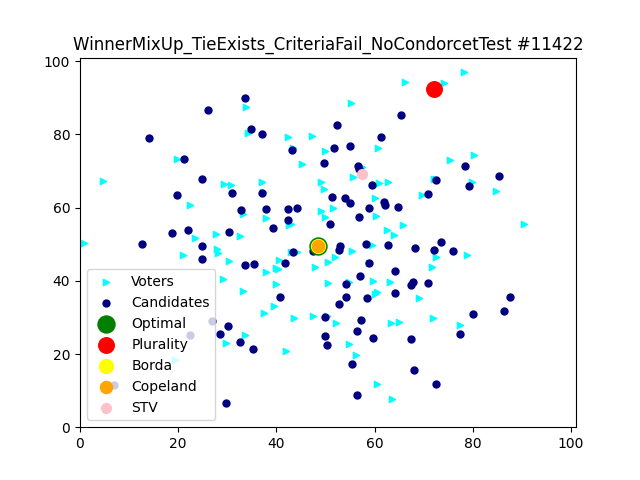 WinnerMixUp_TieExists_CriteriaFail_NoCondorcetTest #11422
100
80
60
40
20
0
Voters
Candidates
Optimal
Plurality
Borda
Copeland
STV
0 20 40 60 80 100